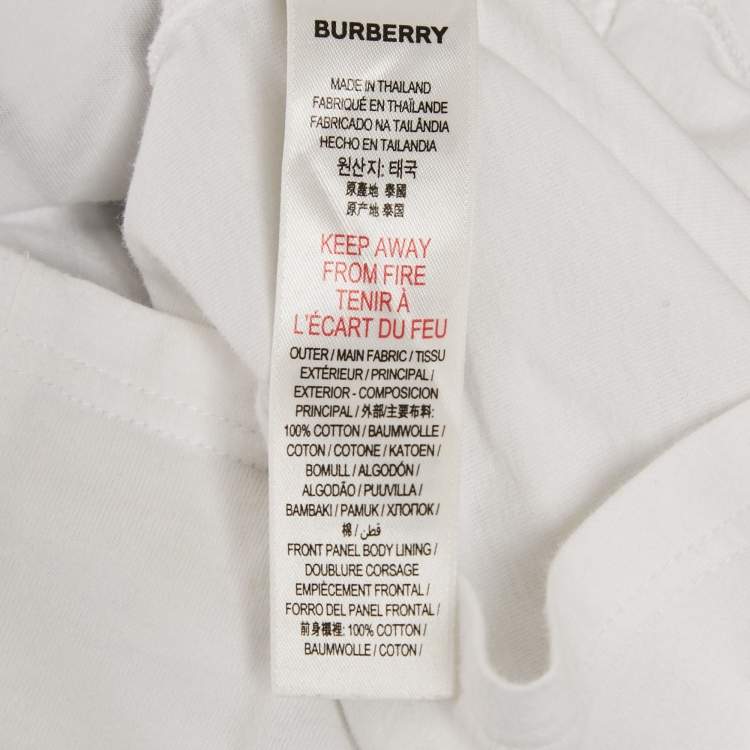 BURBERRY
MADE IN THAILAND
FABRIQUÉ EN THAÏLANDE
FABRICADO NA TAILÂNDIA
HECHO EN TAILANDIA
원산지: 태국
原產地 泰國
原产地 泰国
KEEP AWAY
FROM FIRE
TENIR À
L'ÉCART DU FEU
OUTER / MAIN FABRIC / TISSU
EXTÉRIEUR / PRINCIPAL /
EXTERIOR - COMPOSICION
PRINCIPAL / 外部/主要布料:
100% COTTON / BAUMWOLLE /
COTON / COTONE / KATOEN /
BOMULL / ALGODÓN /
ALGODÃO / PUUVILLA /
BAMBAKI / PAMUK / ХЛОПОК /
棉 / قطن /
FRONT PANEL BODY LINING /
DOUBLURE CORSAGE
EMPIÈCEMENT FRONTAL /
FORRO DEL PANEL FRONTAL /
前身襯裡: 100% COTTON /
BAUMWOLLE / COTON /